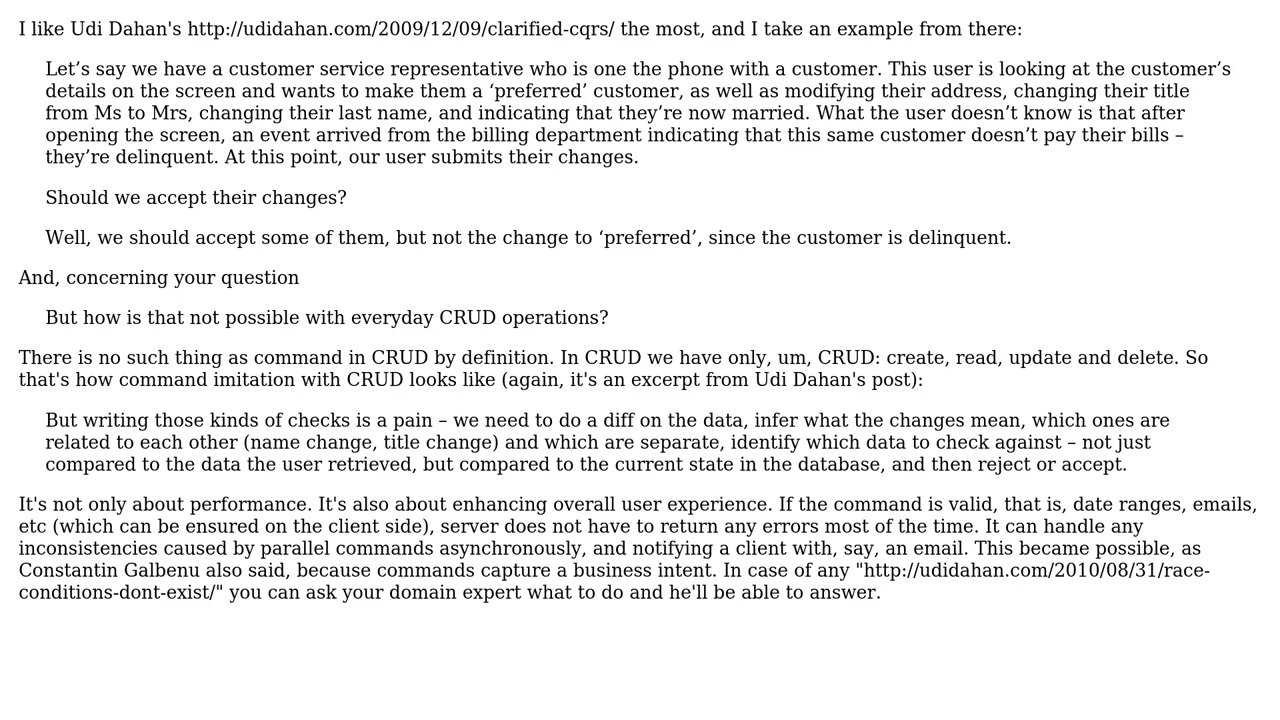 I like Udi Dahan's http://udidahan.com/2009/12/09/clarified-cqrs/ the most, and I take an example from there:
Let’s say we have a customer service representative who is one the phone with a customer. This user is looking at the customer’s
details on the screen and wants to make them a ‘preferred’ customer, as well as modifying their address, changing their title
from Ms to Mrs, changing their last name, and indicating that they’re now married. What the user doesn’t know is that after
opening the screen, an event arrived from the billing department indicating that this same customer doesn’t pay their bills –
they’re delinquent. At this point, our user submits their changes.
Should we accept their changes?
Well, we should accept some of them, but not the change to ‘preferred’, since the customer is delinquent.
And, concerning your question
But how is that not possible with everyday CRUD operations?
There is no such thing as command in CRUD by definition. In CRUD we have only, um, CRUD: create, read, update and delete. So
that's how command imitation with CRUD looks like (again, it's an excerpt from Udi Dahan's post):
But writing those kinds of checks is a pain – we need to do a diff on the data, infer what the changes mean, which ones are
related to each other (name change, title change) and which are separate, identify which data to check against – not just
compared to the data the user retrieved, but compared to the current state in the database, and then reject or accept.
It's not only about performance. It's also about enhancing overall user experience. If the command is valid, that is, date ranges, emails,
etc (which can be ensured on the client side), server does not have to return any errors most of the time. It can handle any
inconsistencies caused by parallel commands asynchronously, and notifying a client with, say, an email. This became possible, as
Constantin Galbenu also said, because commands capture a business intent. In case of any "http://udidahan.com/2010/08/31/race-
conditions-dont-exist/" you can ask your domain expert what to do and he'll be able to answer.